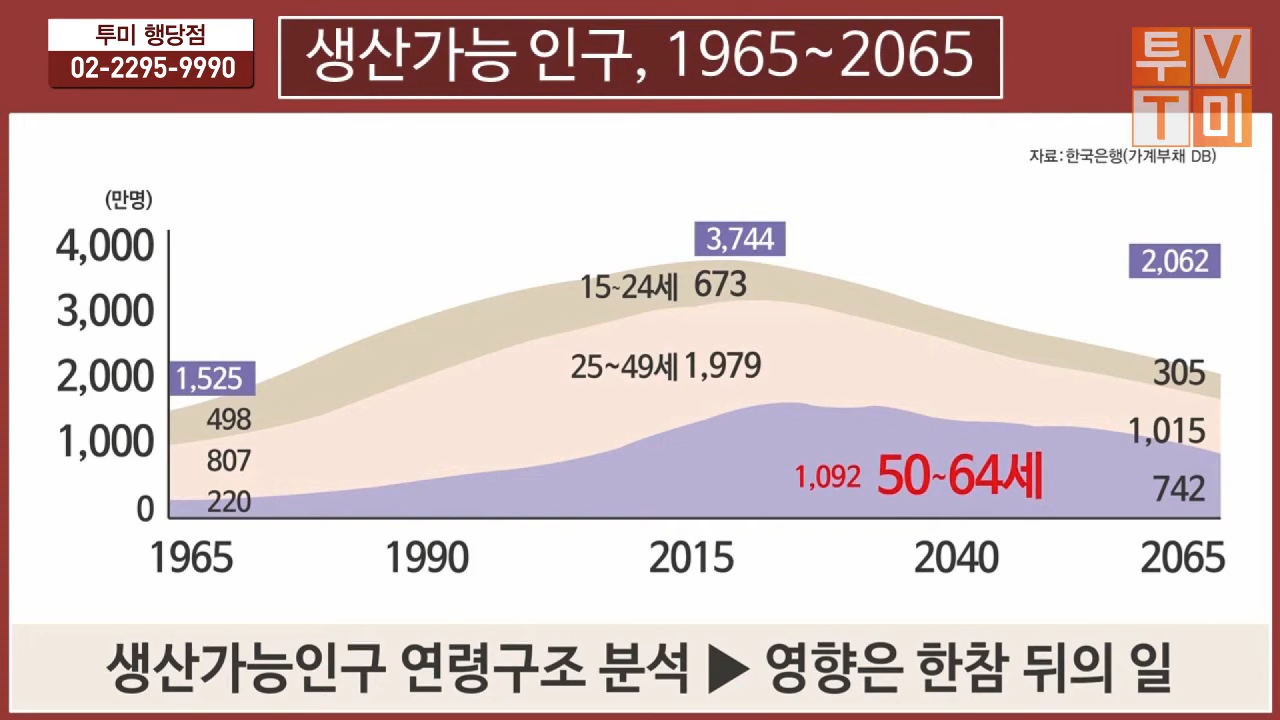 투미 행당점
02-2295-9990
생산가능인구, 1965~2065
투V
T미
자료:한국은행(가계부채 DB)
(만명)
4,000
3,000
2,000
1,000
0
1,525
498
807
220
3,744
15~24세 673
25~49세 1,979
1,092 50~64세
2,062
305
1,015
742
1965 1990 2015 2040 2065
생산가능인구 연령구조 분석 ▶ 영향은 한참 뒤의 일